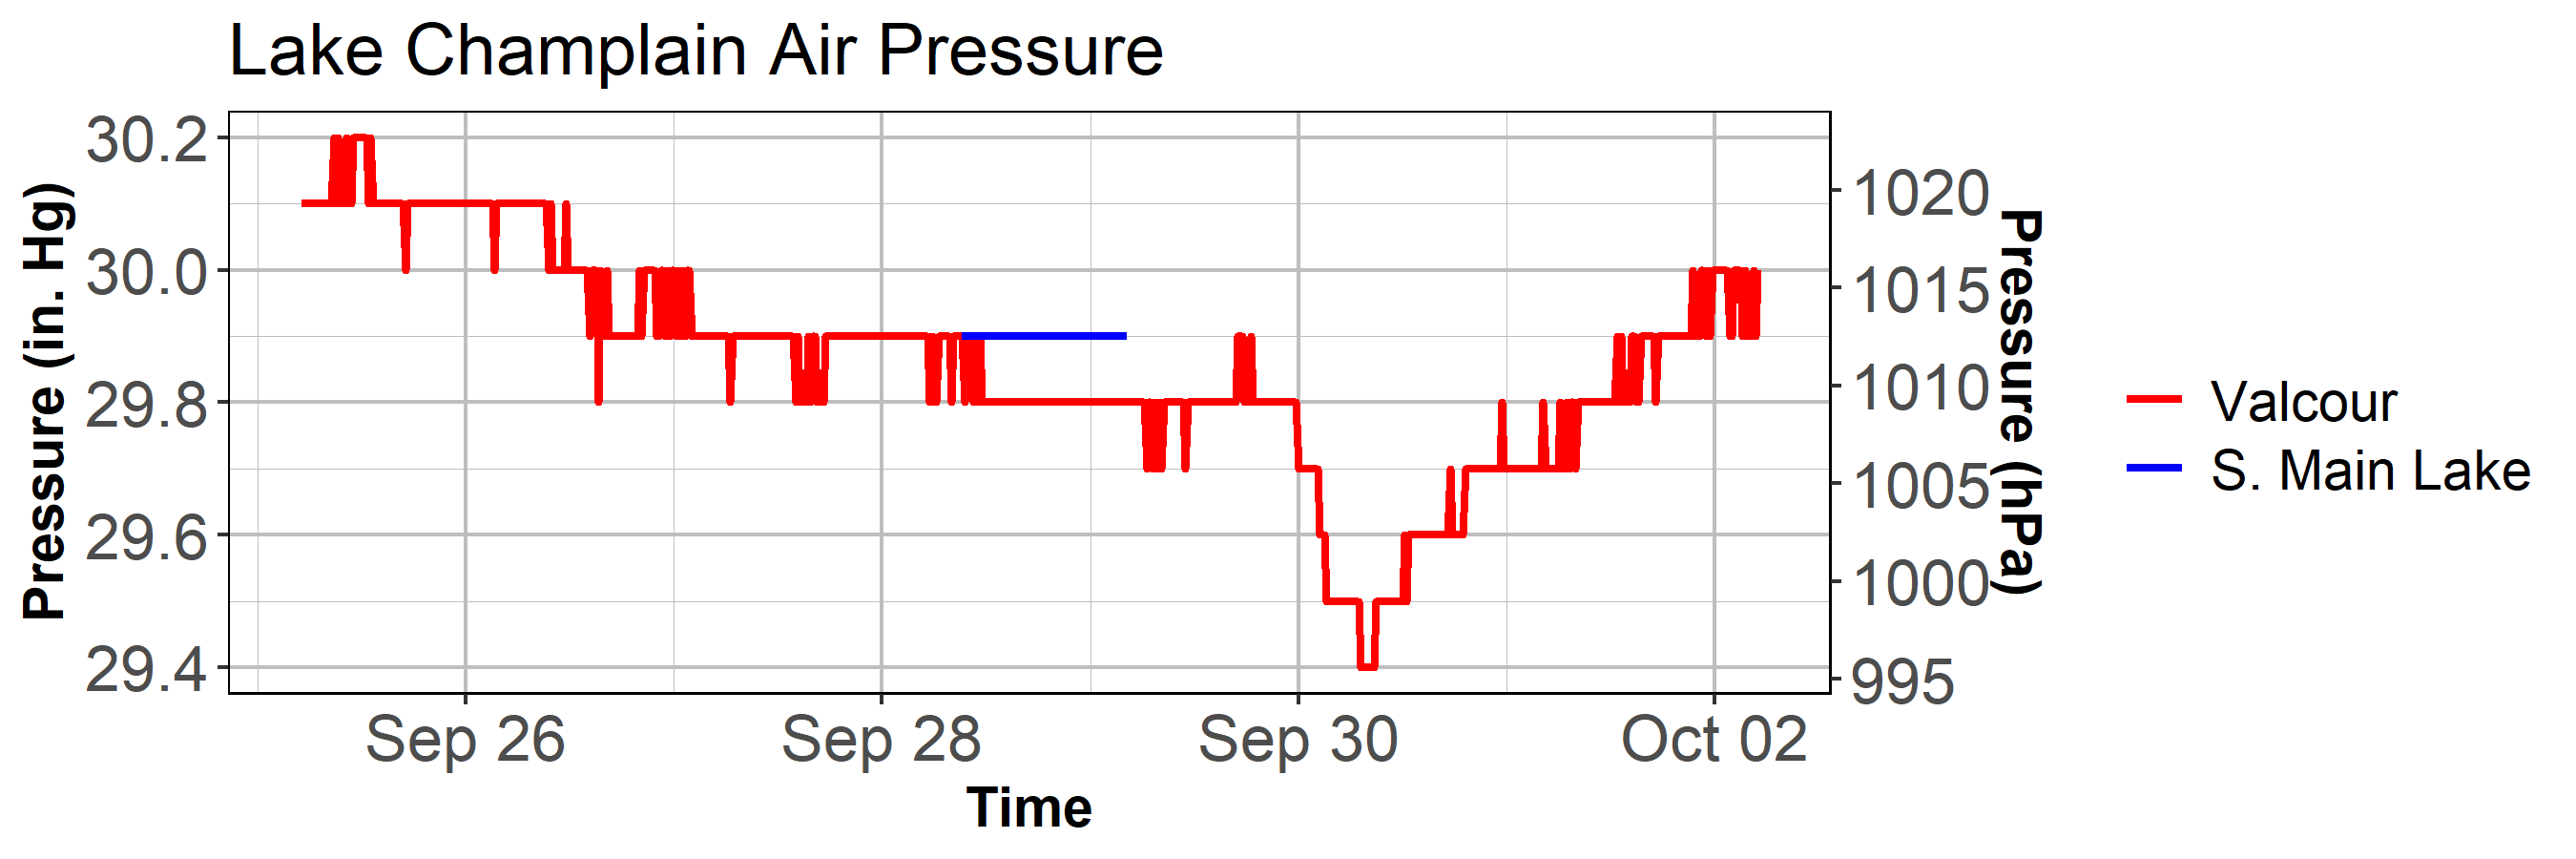 Lake Champlain Air Pressure
Pressure (in. Hg)
30.2
30.0
29.8
29.6
29.4
1020
1015
1010
1005
1000
995
Pressure (hPa)
Sep 26 Sep 28 Sep 30 Oct 02
Time
Valcour
S. Main Lake